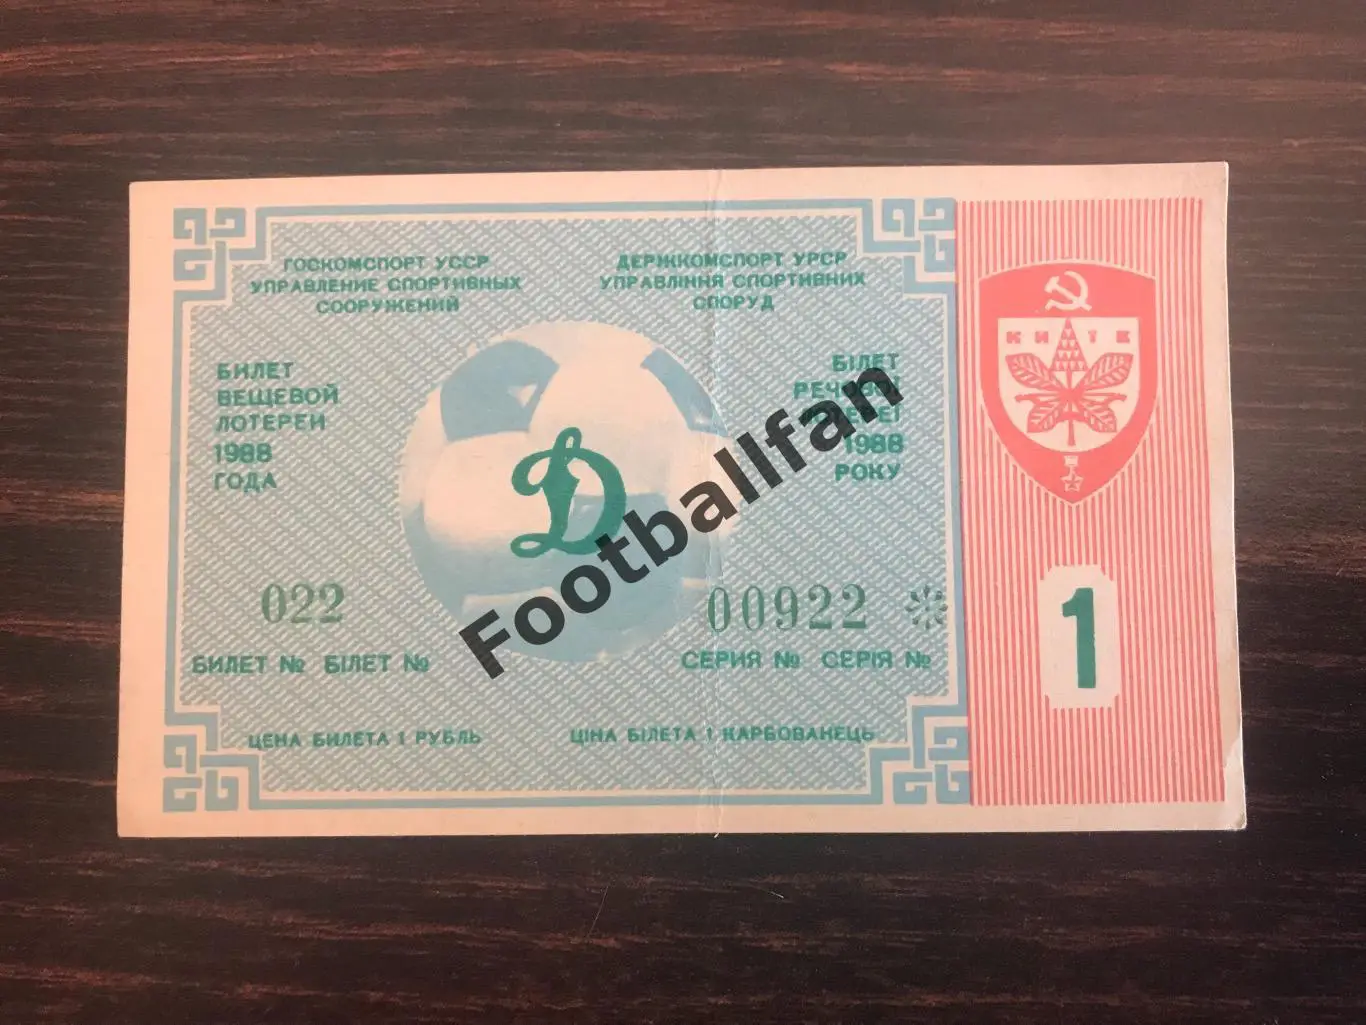 ГОСКОМСПОРТ УССР
УПРАВЛЕНИЕ СПОРТИВНЫХ
СООРУЖЕНИЙ
ДЕРЖКОМСПОРТ УРСР
УПРАВЛІННЯ СПОРТИВНИХ
СПОРУД
БИЛЕТ
ВЕЩЕВОЙ
ЛОТЕРЕИ
1988
ГОДА
Д
БІЛЕТ
1988
РОКУ
Footballfan
022
БИЛЕТ № БІЛЕТ №
00922 *
СЕРИЯ № СЕРІЯ №
ЦЕНА БИЛЕТА 1 РУБЛЬ
ЦІНА БІЛЕТА 1 КАРБОВАНЕЦЬ
КИЇВ
1